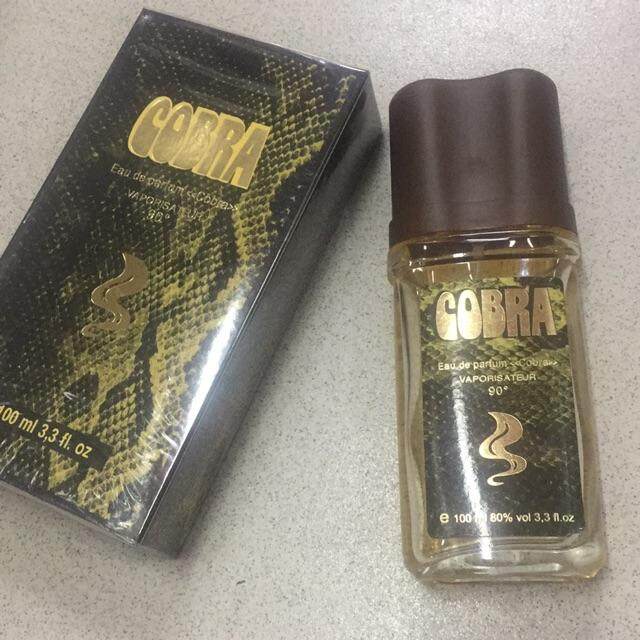 COBRA
Eau de parfum <<Cobra>>
VAPORISATEUR
90°
100 ml 3,3 fl. oz
COBRA
Eau de parfum <<Cobra>>
VAPORISATEUR
90°
e 100 ml 80% vol 3,3 fl.oz